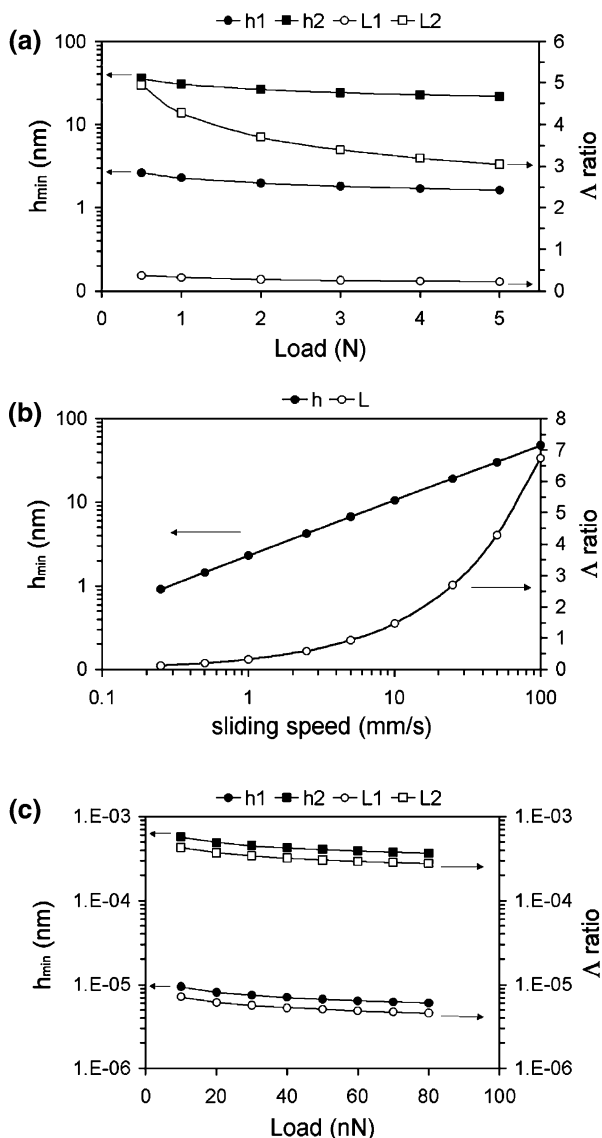 (a)
h1 h2 L1 L2
100
10
1
0
hmin (nm)
6
5
4
3
2
1
0
Λ ratio
0 1 2 3 4 5
Load (N)
(b)
h L
100
10
1
0
hmin (nm)
8
7
6
5
4
3
2
1
0
Λ ratio
0.1 1 10 100
sliding speed (mm/s)
(c)
h1 h2 L1 L2
1.E-03
1.E-04
1.E-05
1.E-06
hmin (nm)
1.E-03
1.E-04
1.E-05
1.E-06
Λ ratio
0 20 40 60 80 100
Load (nN)